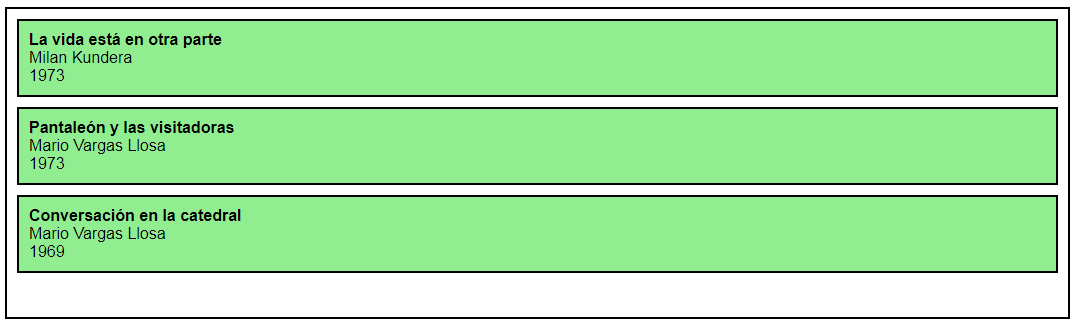 La vida está en otra parte
Milan Kundera
1973
Pantaleón y las visitadoras
Mario Vargas Llosa
1973
Conversación en la catedral
Mario Vargas Llosa
1969